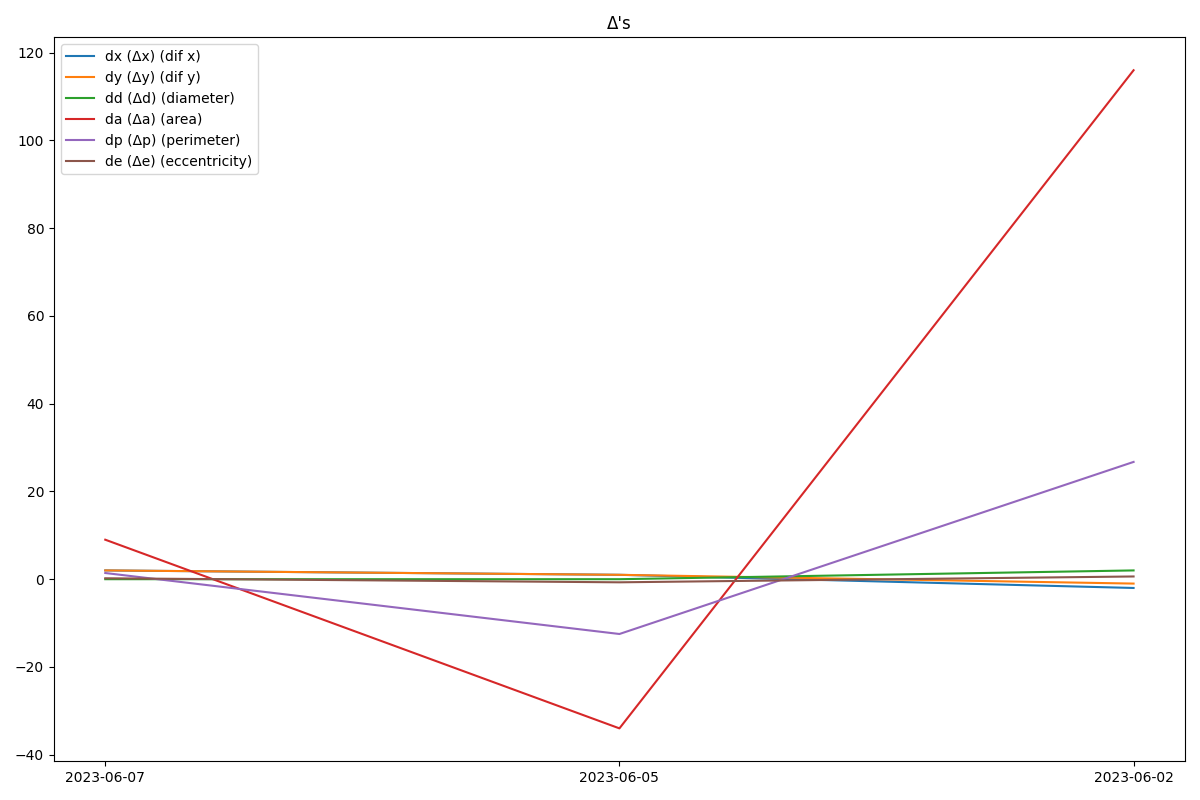 Δ's
dx (Δx) (dif x)
dy (Δy) (dif y)
dd (Δd) (diameter)
da (Δa) (area)
dp (Δp) (perimeter)
de (Δe) (eccentricity)
120
100
80
60
40
20
0
−20
−40
2023-06-07 2023-06-05 2023-06-02